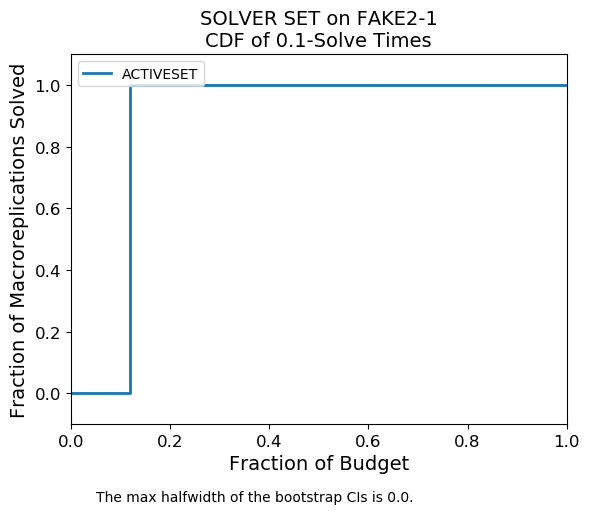 SOLVER SET on FAKE2-1
CDF of 0.1-Solve Times
ACTIVESET
Fraction of Macroreplications Solved
1.0
0.8
0.6
0.4
0.2
0.0
0.0 0.2 0.4 0.6 0.8 1.0
Fraction of Budget
The max halfwidth of the bootstrap CIs is 0.0.